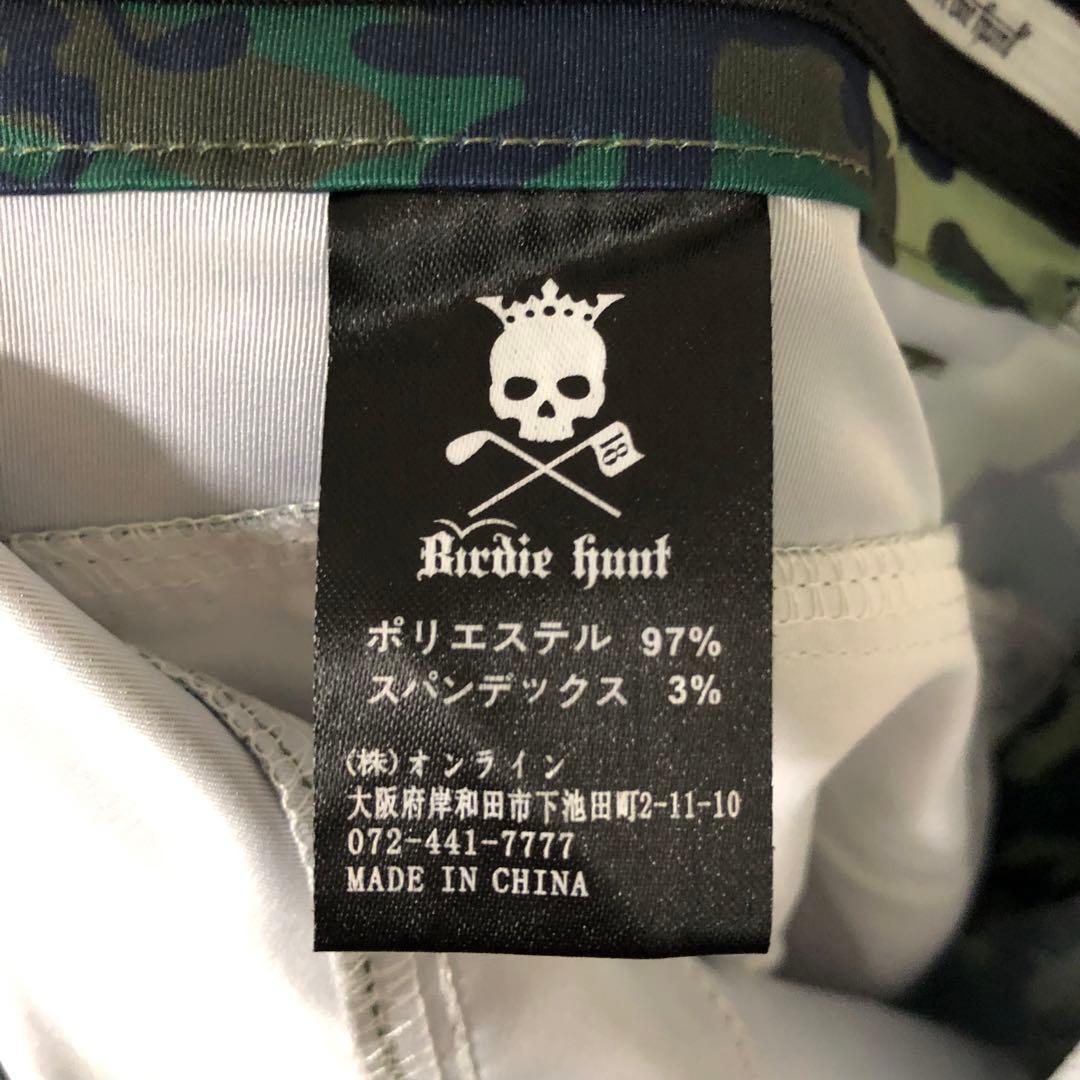 18
Birdie hunt
ポリエステル 97%
スパンデックス 3%
(株)オンライン
大阪府岸和田市下池田町2-11-10
072-441-7777
MADE IN CHINA